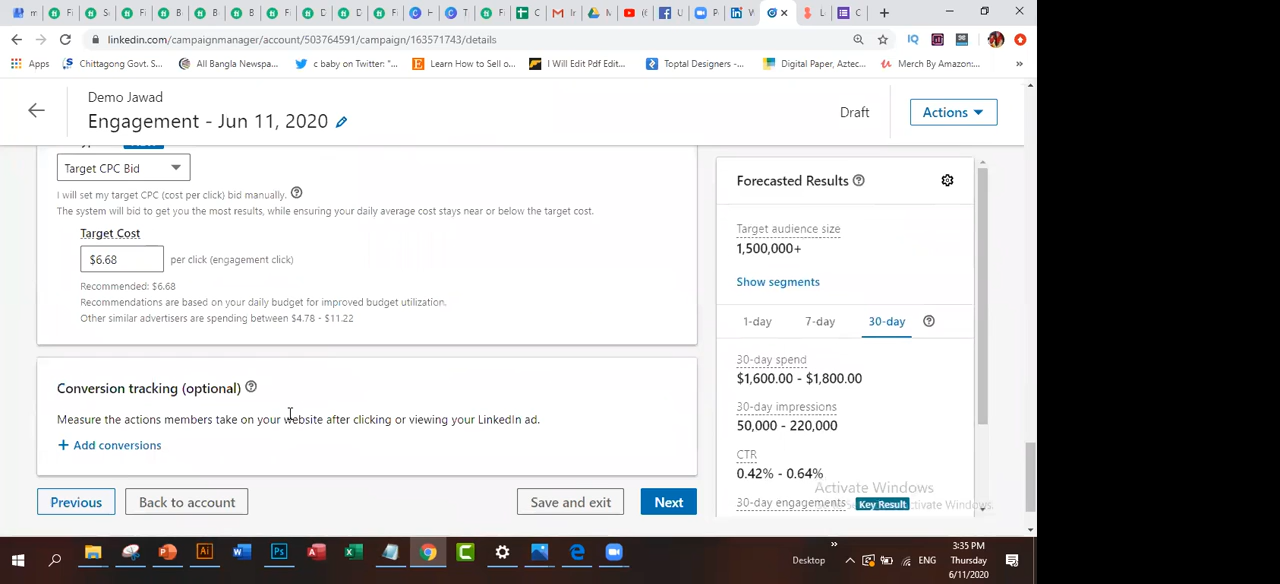 m
Fi
Fi
S
Fi
B
B
B
Fi
D
D
Fi
H
T
Fi
C
In
M
(6
U
P
V
L
C
linkedin.com/campaignmanager/account/503764591/campaign/163571743/details
Apps
Chittagong Govt. S...
All Bangla Newspa...
c baby on Twitter: "...
Learn How to Sell o...
I Will Edit Pdf Edit...
Toptal Designers -...
Digital Paper, Aztec...
Merch By Amazon:...
»
Demo Jawad
Engagement - Jun 11, 2020
Draft
Actions
Target CPC Bid
I will set my target CPC (cost per click) bid manually.
The system will bid to get you the most results, while ensuring your daily average cost stays near or below the target cost.
Target Cost
$6.68
per click (engagement click)
Recommended: $6.68
Recommendations are based on your daily budget for improved budget utilization.
Other similar advertisers are spending between $4.78 - $11.22
Conversion tracking (optional)
Measure the actions members take on your website after clicking or viewing your LinkedIn ad.
+ Add conversions
Previous
Back to account
Save and exit
Next
Forecasted Results
Target audience size
1,500,000+
Show segments
1-day
7-day
30-day
30-day spend
$1,600.00 - $1,800.00
30-day impressions
50,000 - 220,000
CTR
0.42% - 0.64%
Activate Windows
30-day engagements
Key Result
ctivate Windows.
Desktop
»
ENG
3:35 PM
Thursday
6/11/2020